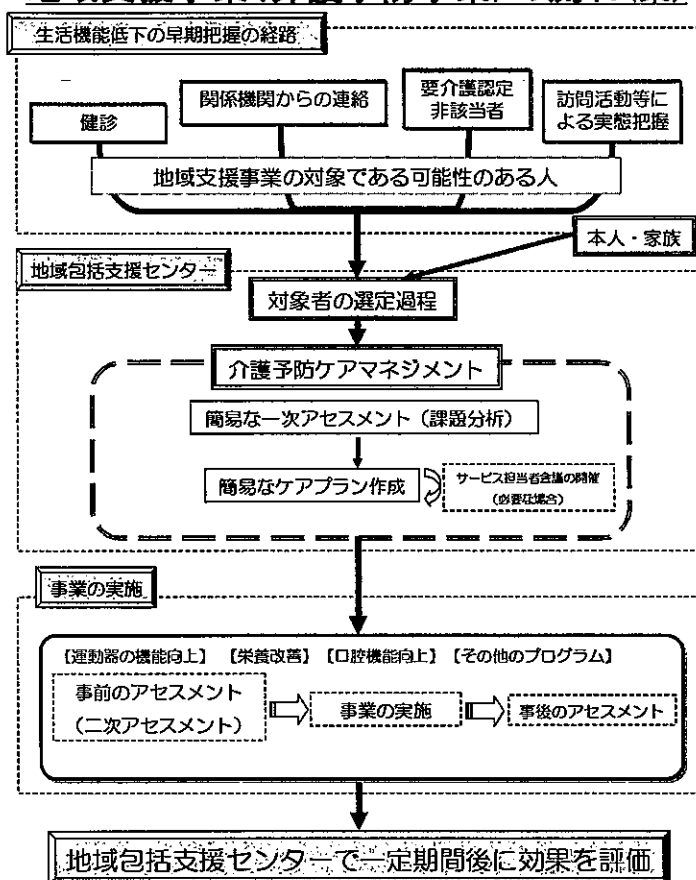 生活機能低下の早期把握の経路
健診
関係機関からの連絡
要介護認定
非該当者
訪問活動等に
よる実態把握
地域支援事業の対象である可能性のある人
本人・家族
地域包括支援センター
対象者の選定過程
介護予防ケアマネジメント
簡易な一次アセスメント（課題分析）
簡易なケアプラン作成
サービス担当者会議の開催
（必要な場合）
事業の実施
【運動器の機能向上】 【栄養改善】 【口腔機能向上】 【その他のプログラム】
事前のアセスメント
（二次アセスメント）
事業の実施
事後のアセスメント
地域包括支援センターで一定期間後に効果を評価